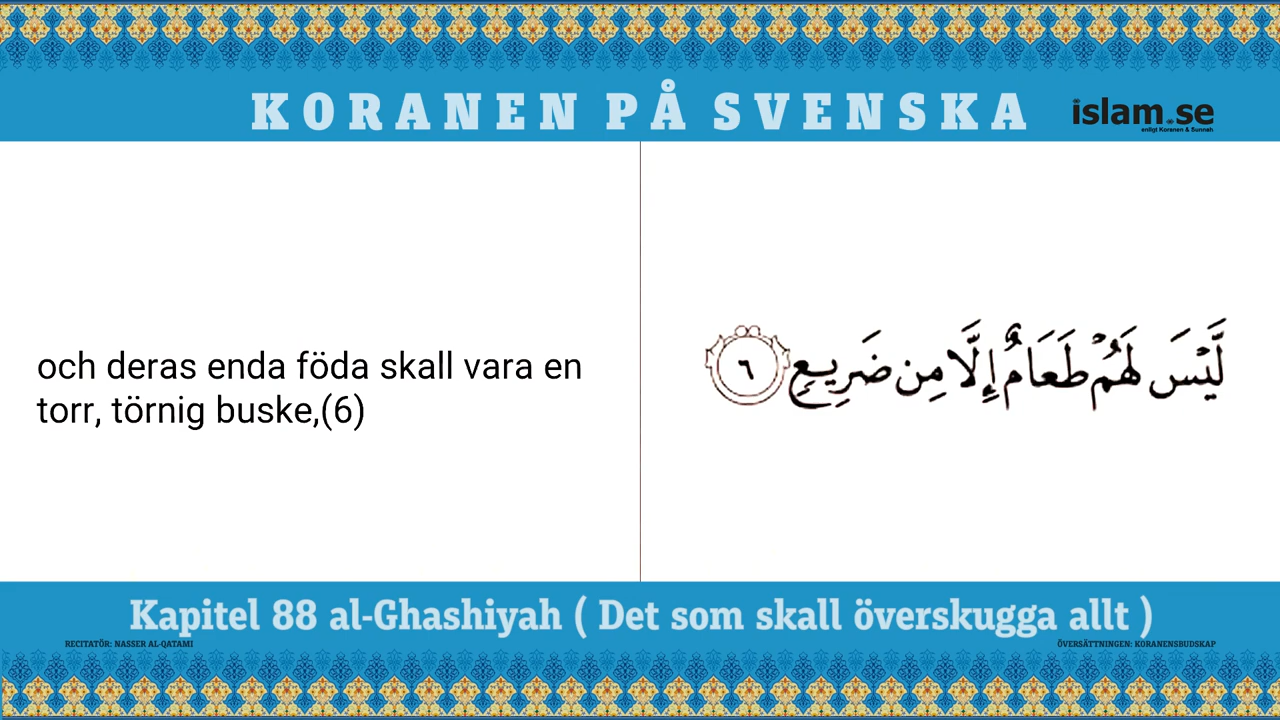 KORANEN PÅ SVENSKA
islam.se
enligt Koranen & Sunnah
och deras enda föda skall vara en
torr, törnig buske,(6)
لَّيْسَ لَهُمْ طَعَامٌ إِلَّا مِن ضَرِيعٍ ٦
Kapitel 88 al-Ghashiyah ( Det som skall överskugga allt )
RECITATÖR: NASSER AL-QATAMI
ÖVERSÄTTNINGEN: KORANENSBUDSKAP